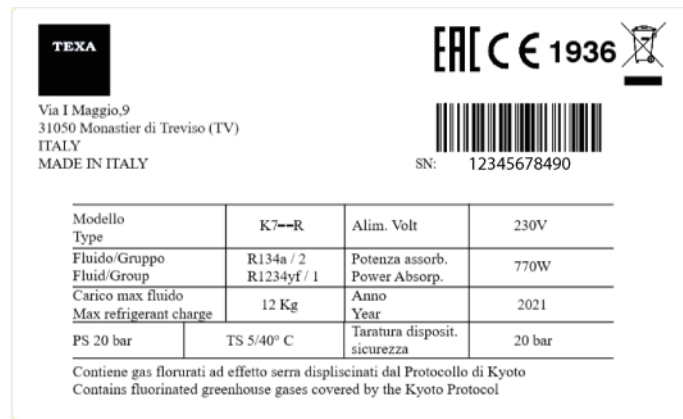 TEXA
EAC CE 1936
Via I Maggio,9
31050 Monastier di Treviso (TV)
ITALY
MADE IN ITALY
SN: 12345678490
Modello
Type
K7--R
Alim. Volt
230V
Fluido/Gruppo
Fluid/Group
R134a / 2
R1234yf / 1
Potenza assorb.
Power Absorp.
770W
Carico max fluido
Max refrigerant charge
12 Kg
Anno
Year
2021
PS 20 bar
TS 5/40° C
Taratura disposit.
sicurezza
20 bar
Contiene gas florurati ad effetto serra displiscinati dal Protocollo di Kyoto
Contains fluorinated greenhouse gases covered by the Kyoto Protocol